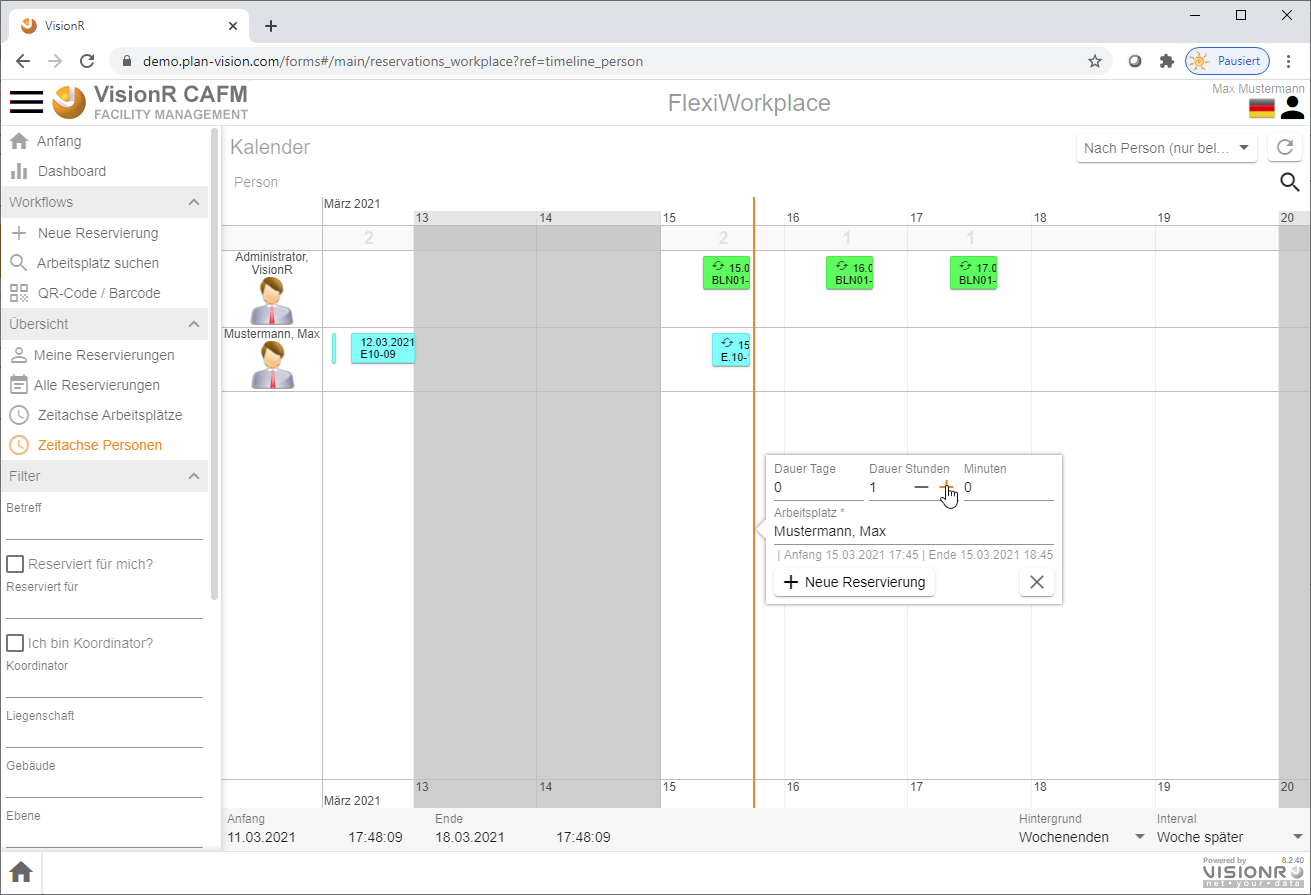 VisionR
demo.plan-vision.com/forms#/main/reservations_workplace?ref=timeline_person
Pausiert
VisionR CAFM
FACILITY MANAGEMENT
FlexiWorkplace
Max Mustermann
Anfang
Dashboard
Workflows
Neue Reservierung
Arbeitsplatz suchen
QR-Code / Barcode
Übersicht
Meine Reservierungen
Alle Reservierungen
Zeitachse Arbeitsplätze
Zeitachse Personen
Filter
Betreff
Reserviert für mich?
Reserviert für
Ich bin Koordinator?
Koordinator
Liegenschaft
Gebäude
Ebene
Kalender
Nach Person (nur bel...
Person
März 2021
13 14 15 16 17 18 19 20
2 2 1 1
Administrator,
VisionR
15.0
BLN01-
16.0
BLN01-
17.0
BLN01-
Mustermann, Max
12.03.2021
E10-09
15
E.10-
Dauer Tage Dauer Stunden Minuten
0 1 0
Arbeitsplatz *
Mustermann, Max
| Anfang 15.03.2021 17:45 | Ende 15.03.2021 18:45
Neue Reservierung
13 14 15 16 17 18 19 20
März 2021
Anfang Ende Hintergrund Interval
11.03.2021 17:48:09 18.03.2021 17:48:09 Wochenenden Woche später
Powered by 8.2.40
VISIONR
net • your • data